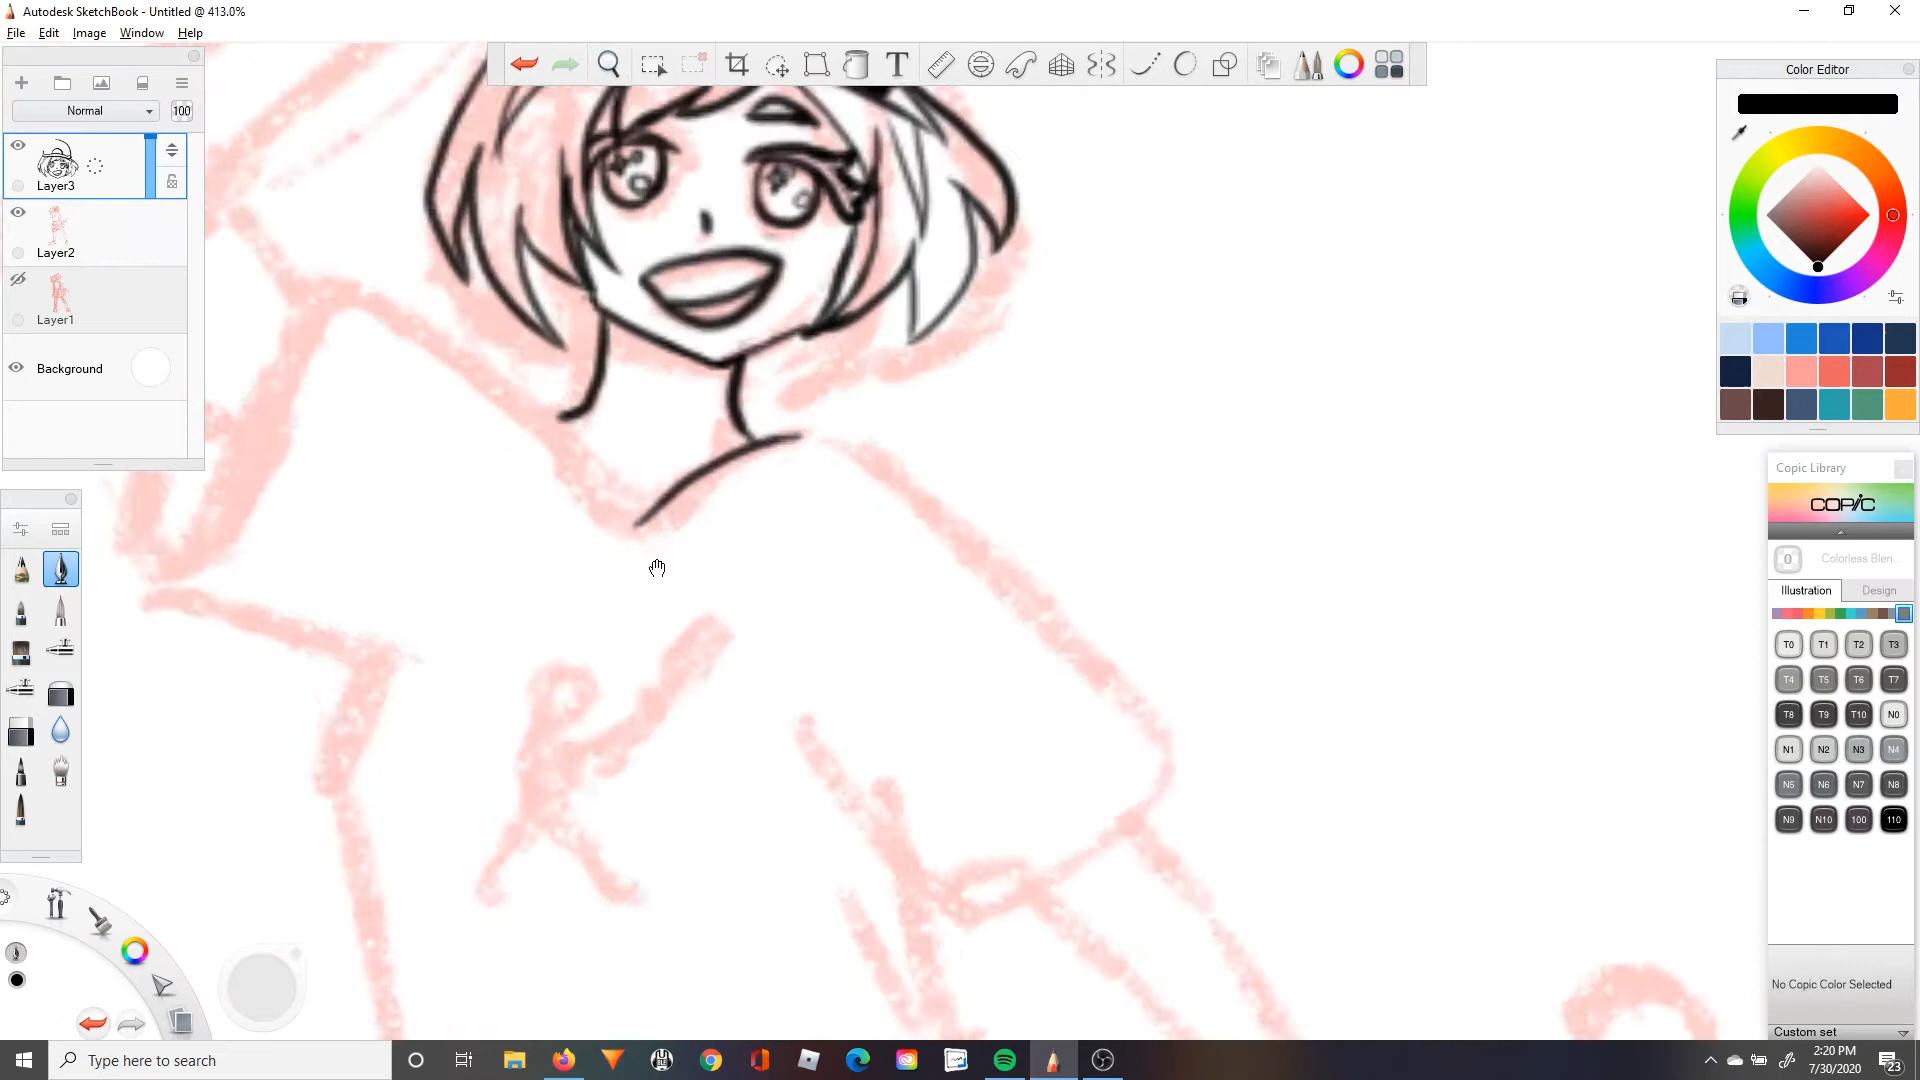 Autodesk SketchBook - Untitled @ 413.0%
File Edit Image Window Help
Normal 100
Layer3
Layer2
Layer1
Background
T
Color Editor
Copic Library
COPIC
0 Colorless Blen...
Illustration Design
T0 T1 T2 T3
T4 T5 T6 T7
T8 T9 T10 N0
N1 N2 N3 N4
N5 N6 N7 N8
N9 N10 100 110
No Copic Color Selected
Custom set
Type here to search
2:20 PM
7/30/2020
23